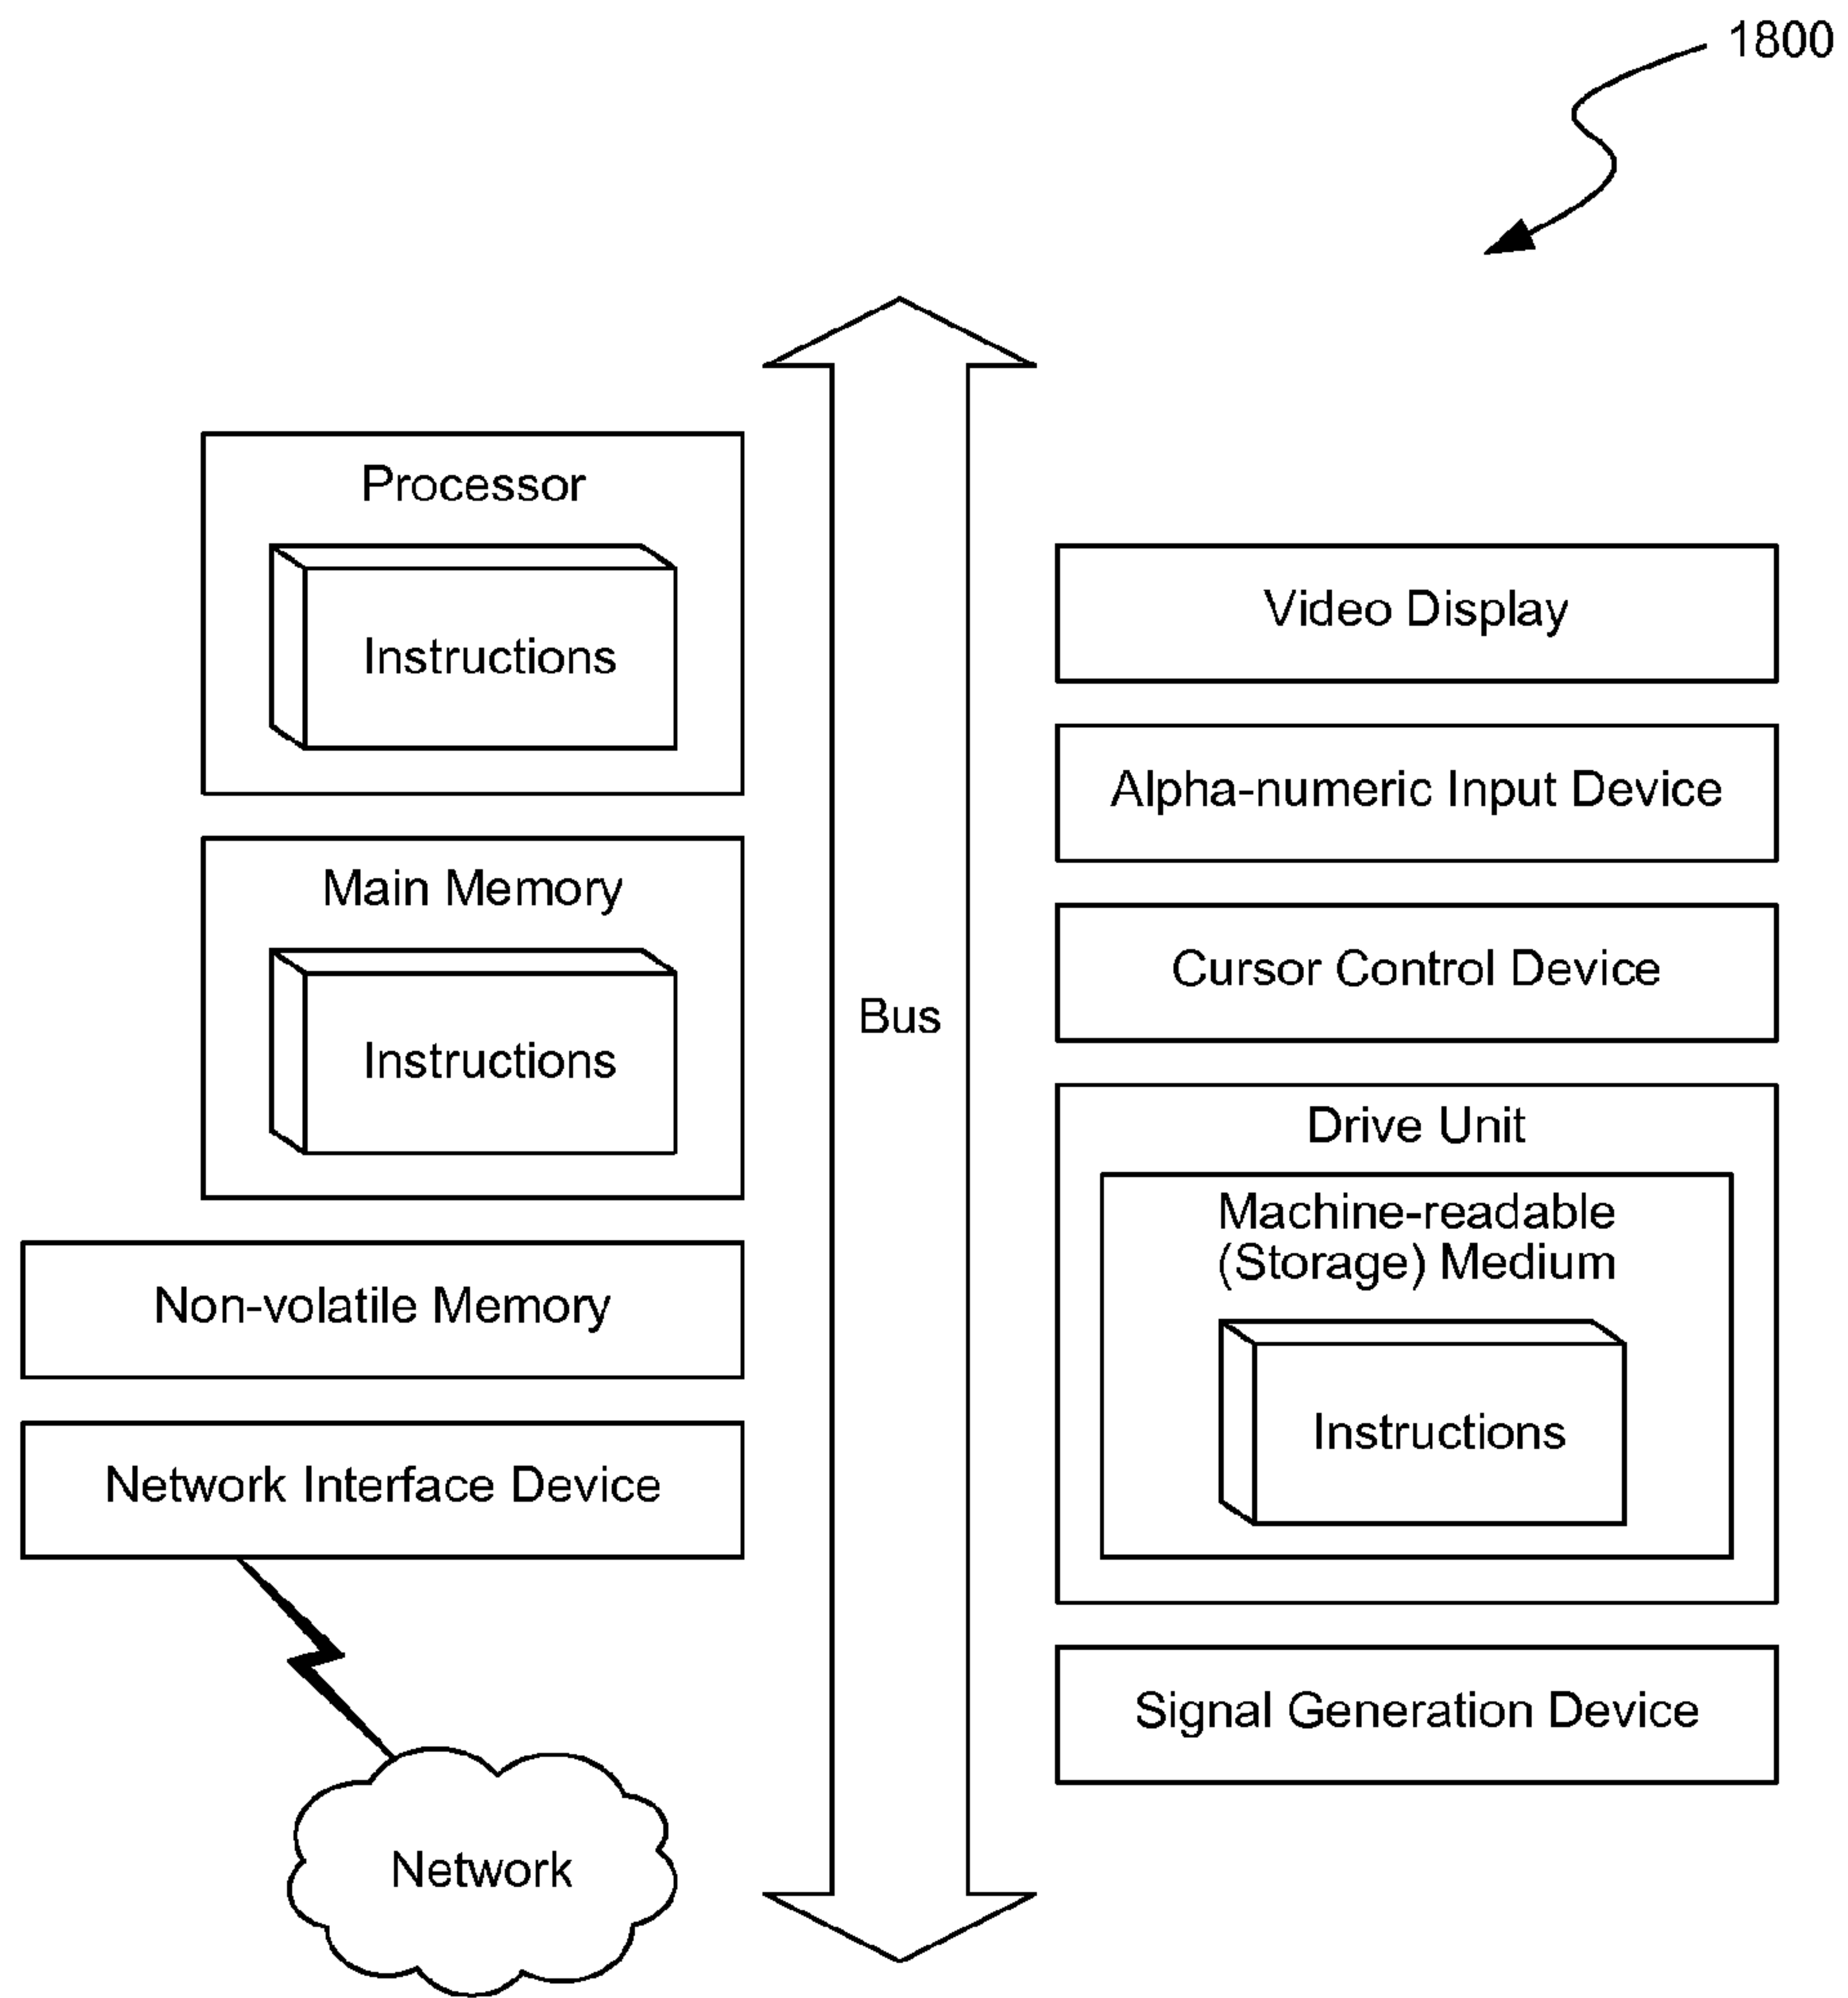 1800
Processor
Instructions
Main Memory
Instructions
Non-volatile Memory
Network Interface Device
Network
Bus
Video Display
Alpha-numeric Input Device
Cursor Control Device
Drive Unit
Machine-readable
(Storage) Medium
Instructions
Signal Generation Device